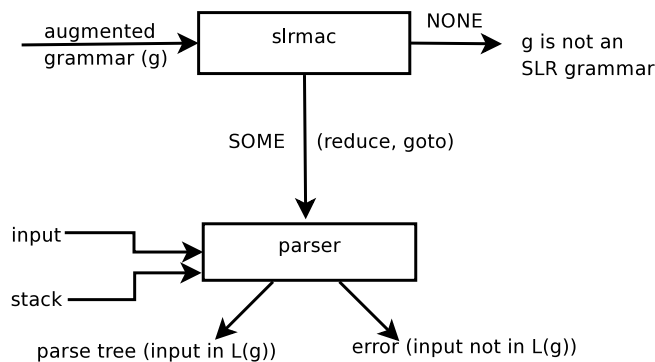 augmented
grammar (g)
slrmac
NONE
g is not an
SLR grammar
SOME (reduce, goto)
input
parser
stack
parse tree (input in L(g))
error (input not in L(g))